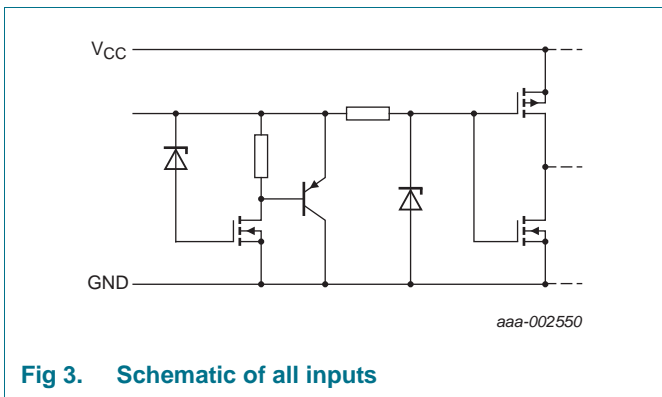 VCC
GND
aaa-002550
Fig 3. Schematic of all inputs